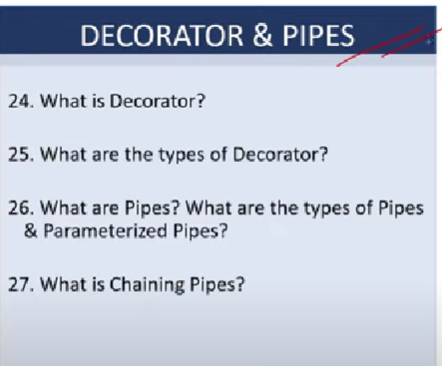 DECORATOR & PIPES
24. What is Decorator?
25. What are the types of Decorator?
26. What are Pipes? What are the types of Pipes
& Parameterized Pipes?
27. What is Chaining Pipes?